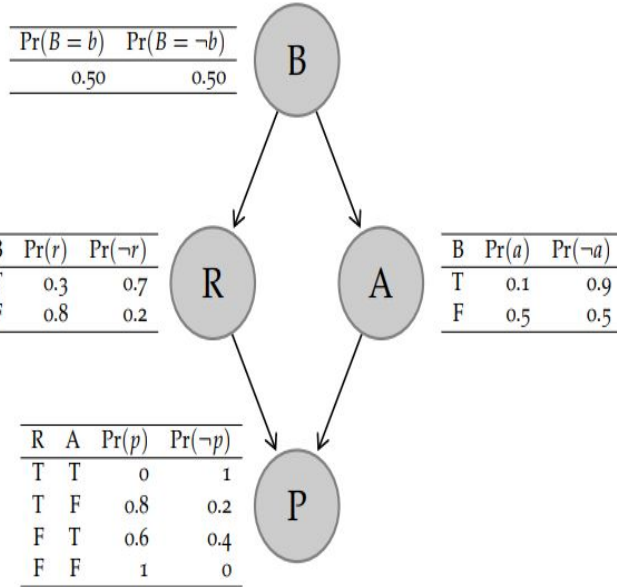 Pr(B = b) Pr(B = ¬b)
0.50 0.50
B
Pr(r) Pr(¬r)
0.3 0.7
0.8 0.2
R
A
B Pr(a) Pr(¬a)
T 0.1 0.9
F 0.5 0.5
R A Pr(p) Pr(¬p)
T T 0 1
T F 0.8 0.2
F T 0.6 0.4
F F 1 0
P